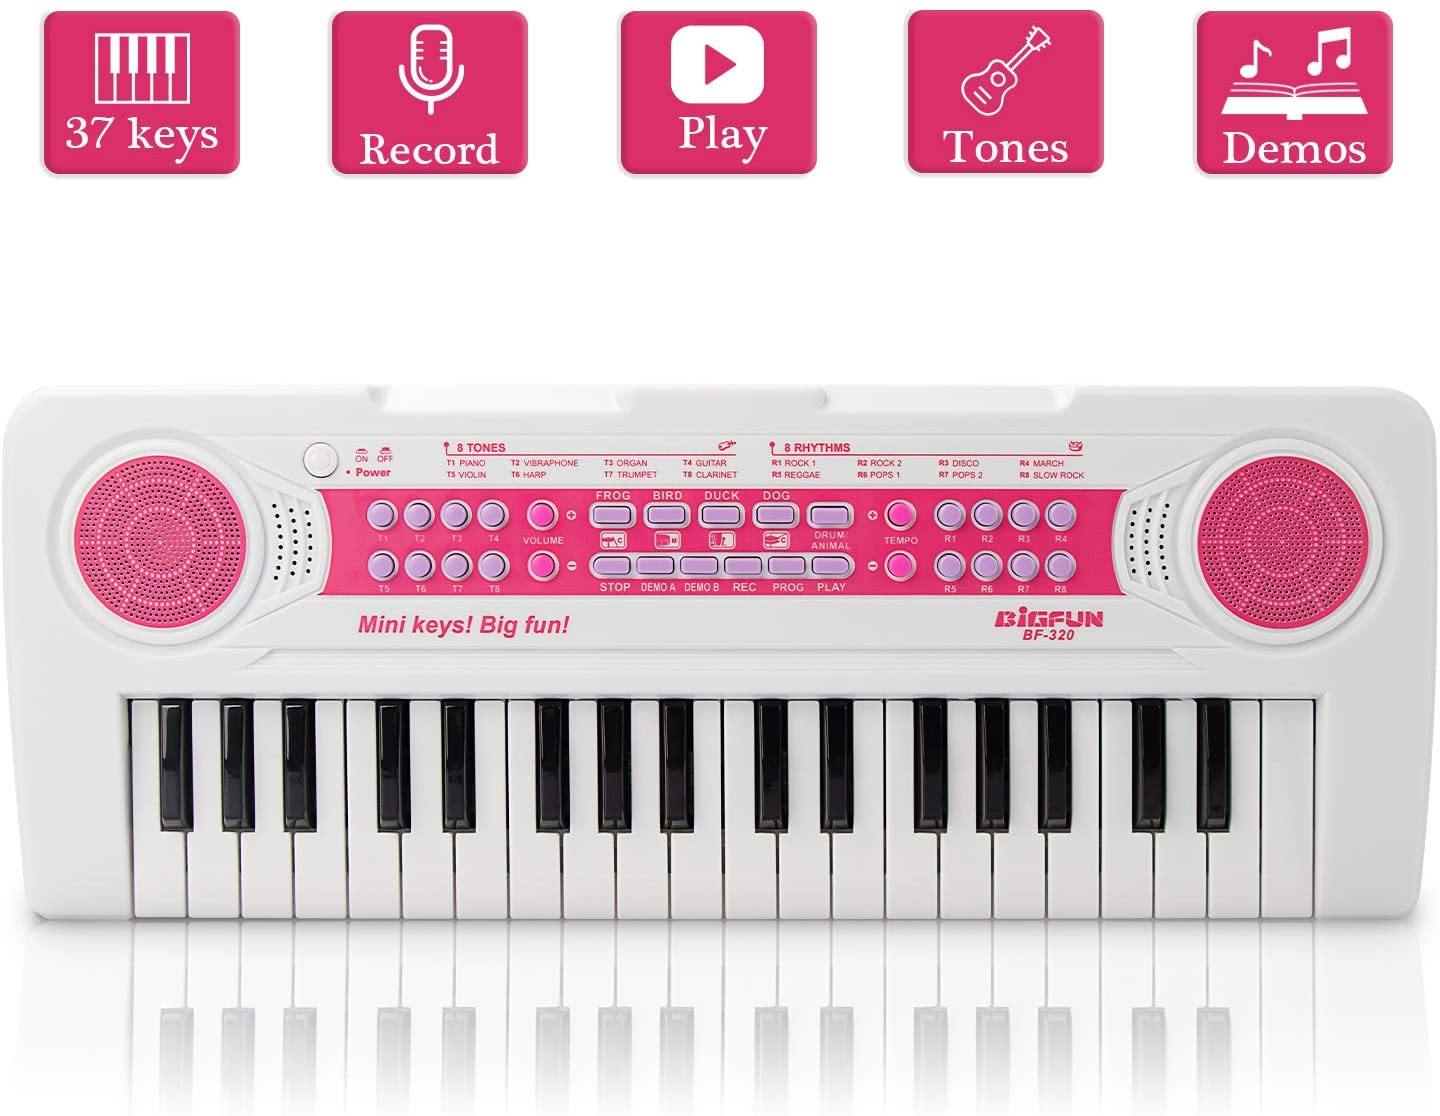 37 keys
Record
Play
Tones
Demos
ON OFF
• Power
8 TONES
T1 PIANO T2 VIBRAPHONE T3 ORGAN T4 GUITAR
T5 VIOLIN T6 HARP T7 TRUMPET T8 CLARINET
8 RHYTHMS
R1 ROCK 1 R2 ROCK 2 R3 DISCO R4 MARCH
R5 REGGAE R6 POPS 1 R7 POPS 2 R8 SLOW ROCK
FROG BIRD DUCK DOG
T1 T2 T3 T4
VOLUME
+
-
C M C
DRUM/
ANIMAL
+
-
TEMPO
R1 R2 R3 R4
T5 T6 T7 T8
STOP DEMO A DEMO B REC PROG PLAY
R5 R6 R7 R8
Mini keys! Big fun!
BIGFUN
BF-320